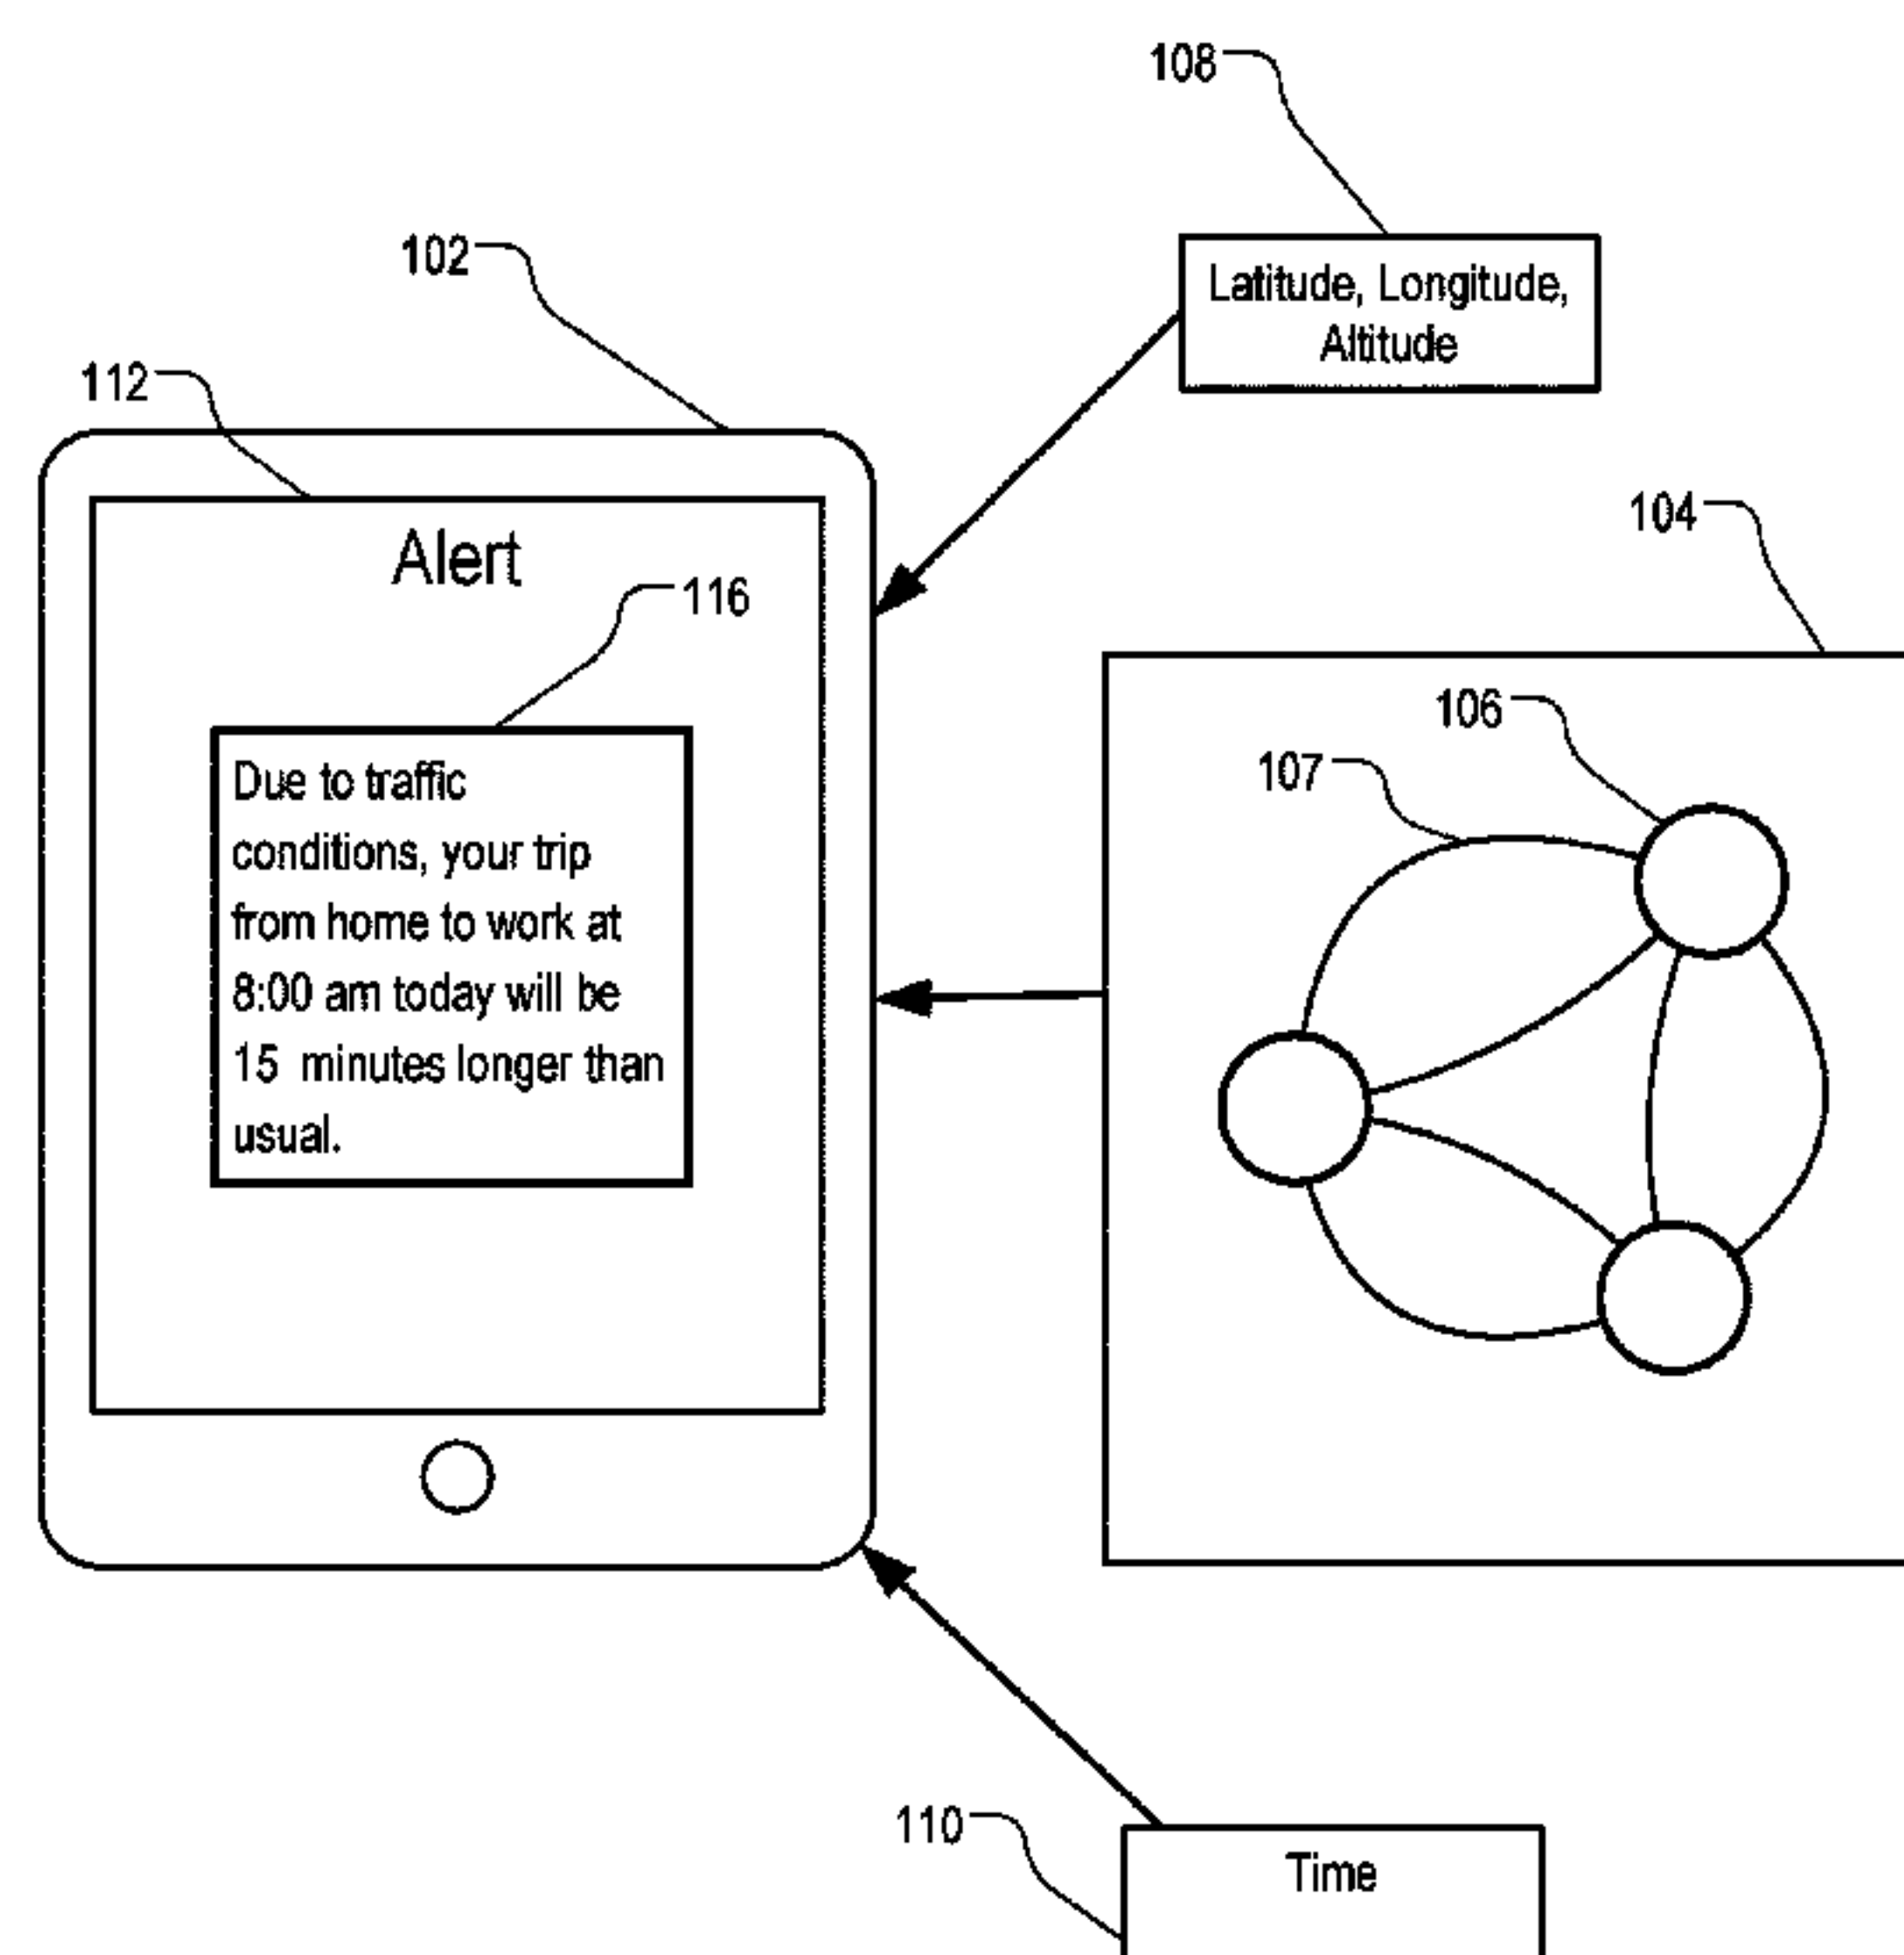 108
Latitude, Longitude,
Altitude
102
112
Alert
116
Due to traffic
conditions, your trip
from home to work at
8:00 am today will be
15 minutes longer than
usual.
104
106
107
110
Time